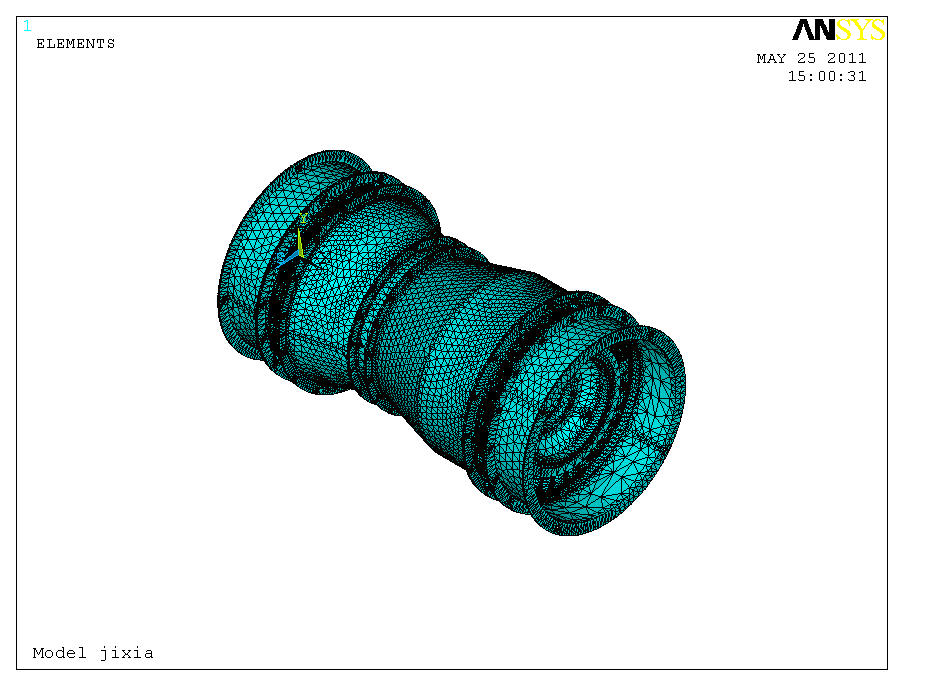 1
ELEMENTS
ANSYS
MAY 25 2011
15:00:31
Model jixia